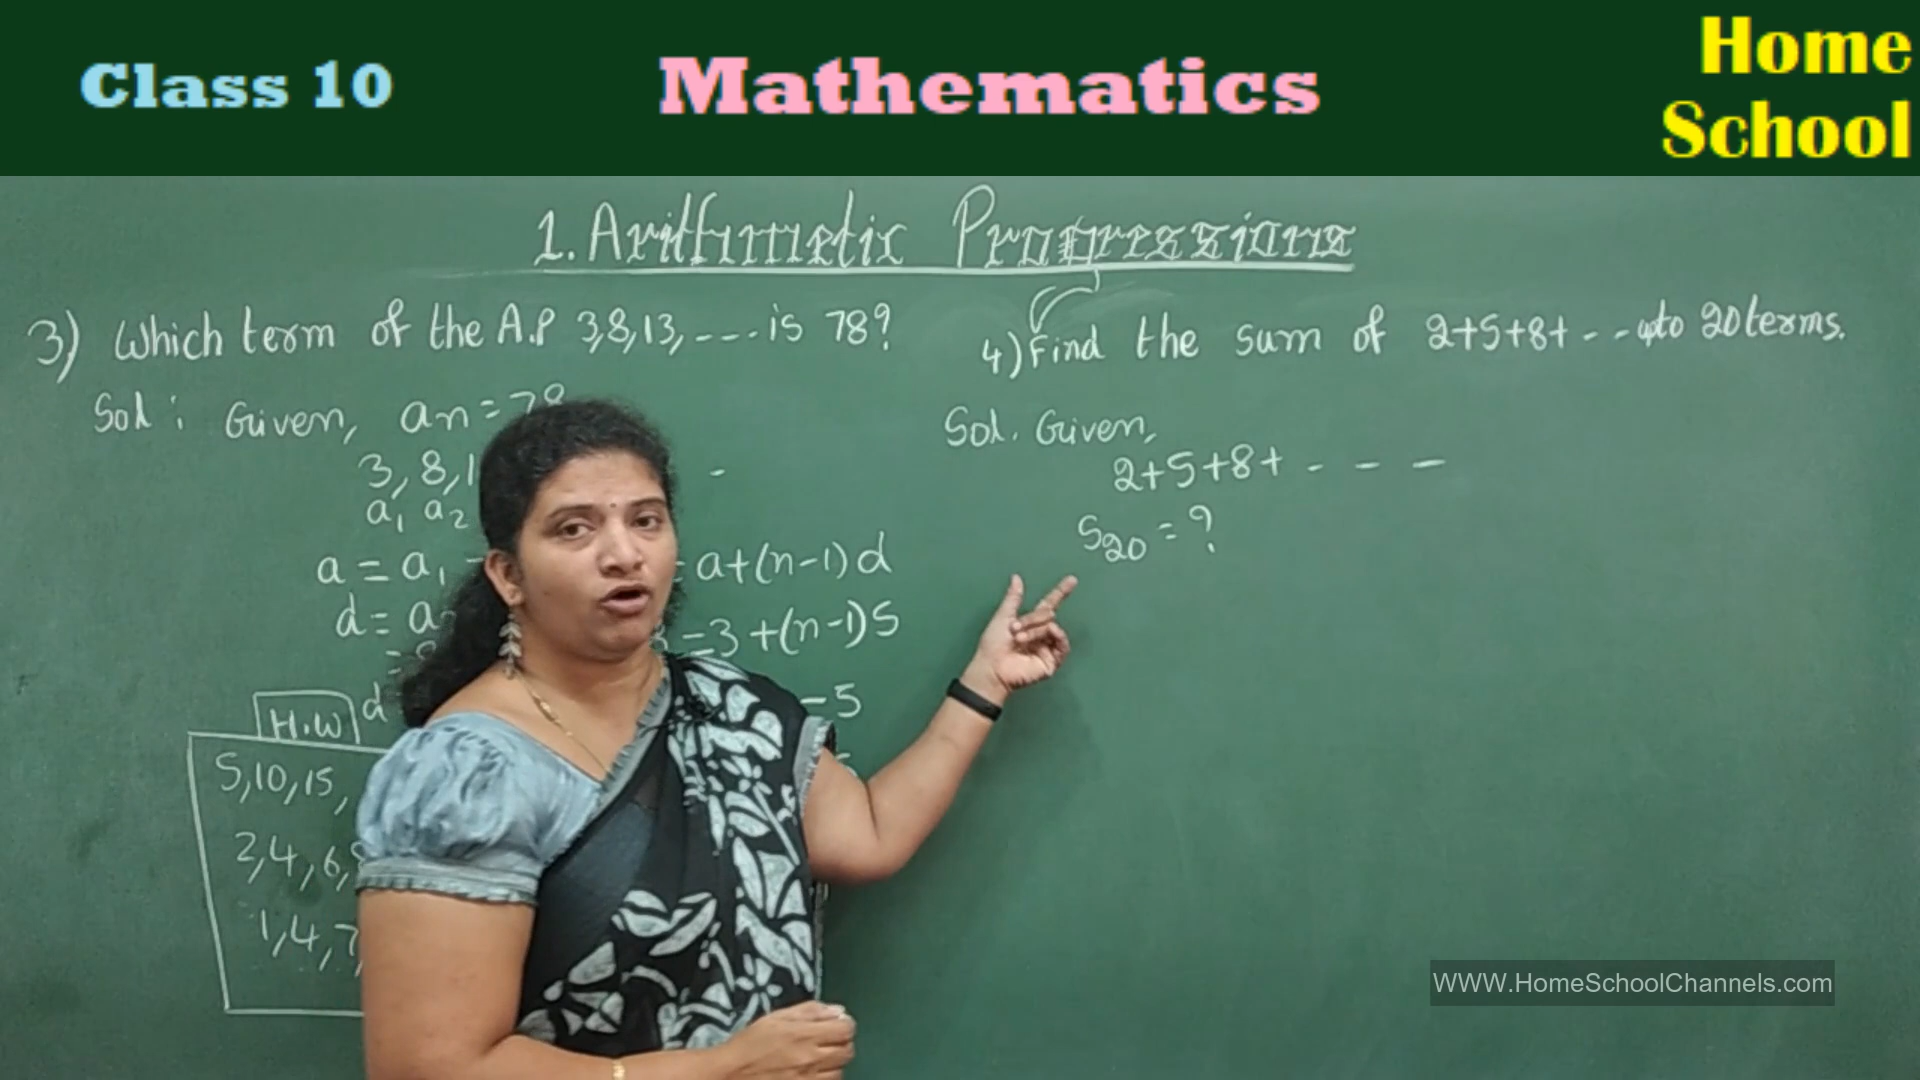 Class 10
Mathematics
Home
School
1. Arithmetic Progressions
3) Which term of the A.P 3,8,13, ---- is 78?
Sol: Given, an = 78
3, 8, 1 -
a1 a2
a = a1 = a+(n-1)d
d = a = 3+(n-1)5
d -5
H.W
5,10,15,
2,4,6,8
1,4,7,
4) Find the sum of 2+5+8+ - - upto 20 terms.
Sol. Given,
2+5+8+ - - -
S20 = ?
WWW.HomeSchoolChannels.com